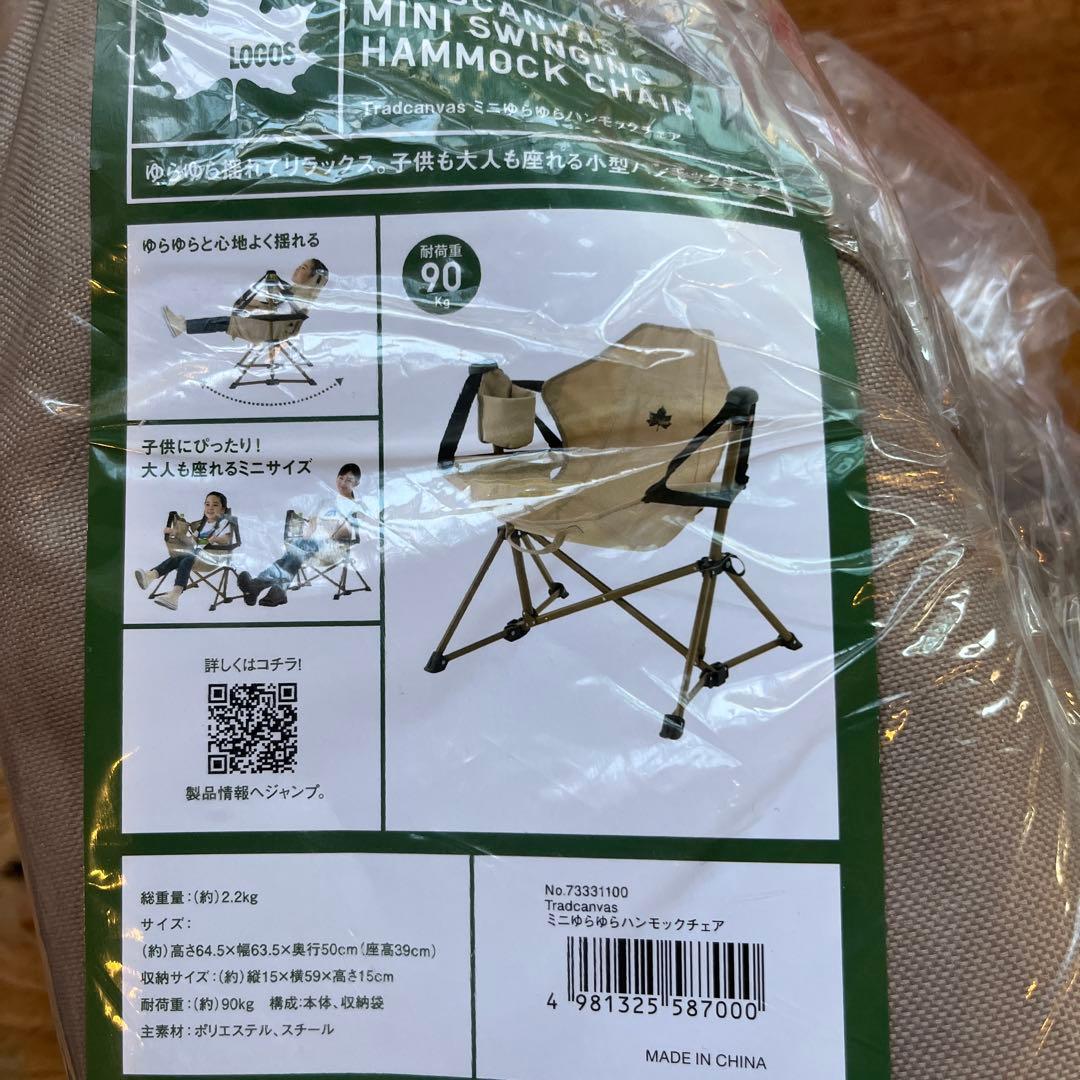 LOGOS
SCANVAS
MINI SWINGING
HAMMOCK CHAIR
Tradcanvas ミニゆらゆらハンモックチェア
ゆらゆら揺れてリラックス。子供も大人も座れる小型ハンモックチェア
ゆらゆらと心地よく揺れる
耐荷重
90
Kg
子供にぴったり!
大人も座れるミニサイズ
詳しくはコチラ!
製品情報へジャンプ。
総重量:(約)2.2kg
サイズ:
(約)高さ64.5×幅63.5×奥行50cm(座高39cm)
収納サイズ:(約)縦15×横59×高さ15cm
耐荷重:(約)90kg 構成:本体、収納袋
主素材:ポリエステル、スチール
No.73331100
Tradcanvas
ミニゆらゆらハンモックチェア
4 981325 587000
MADE IN CHINA